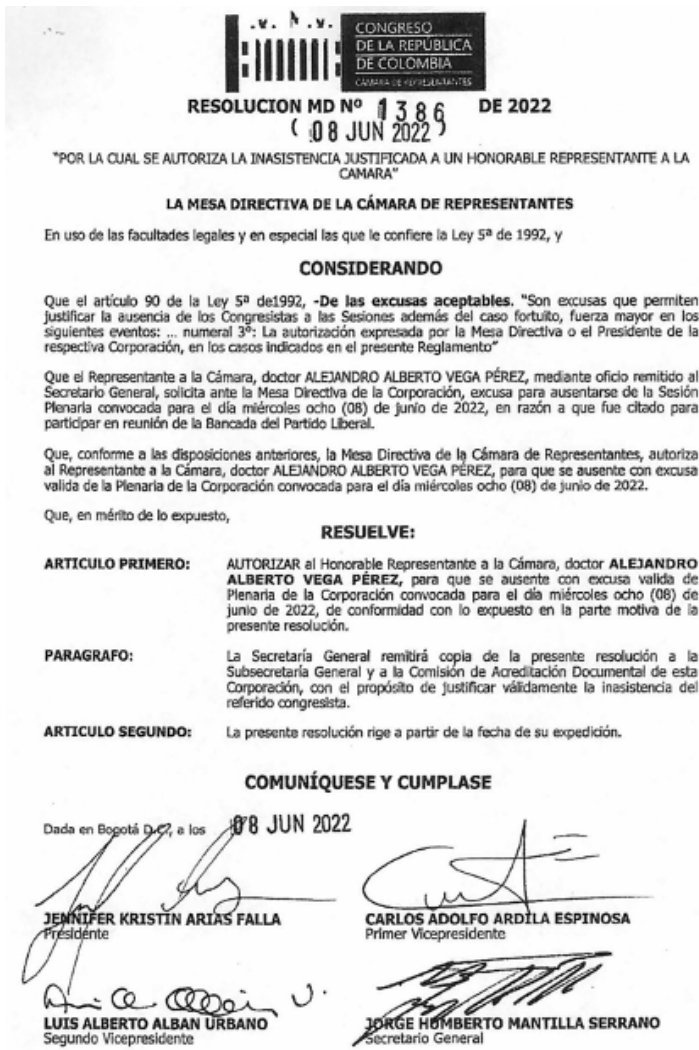 CONGRESO
DE LA REPÚBLICA
DE COLOMBIA
CÁMARA DE REPRESENTANTES
RESOLUCION MD Nº 1386 DE 2022
( 08 JUN 2022 )
"POR LA CUAL SE AUTORIZA LA INASISTENCIA JUSTIFICADA A UN HONORABLE REPRESENTANTE A LA
CAMARA"
LA MESA DIRECTIVA DE LA CÁMARA DE REPRESENTANTES
En uso de las facultades legales y en especial las que le confiere la Ley 5ª de 1992, y
CONSIDERANDO
Que el artículo 90 de la Ley 5ª de1992, -De las excusas aceptables. "Son excusas que permiten
justificar la ausencia de los Congresistas a las Sesiones además del caso fortuito, fuerza mayor en los
siguientes eventos: ... numeral 3º: La autorización expresada por la Mesa Directiva o el Presidente de la
respectiva Corporación, en los casos indicados en el presente Reglamento"
Que el Representante a la Cámara, doctor ALEJANDRO ALBERTO VEGA PÉREZ, mediante oficio remitido al
Secretario General, solicita ante la Mesa Directiva de la Corporación, excusa para ausentarse de la Sesión
Plenaria convocada para el día miércoles ocho (08) de junio de 2022, en razón a que fue citado para
participar en reunión de la Bancada del Partido Liberal.
Que, conforme a las disposiciones anteriores, la Mesa Directiva de la Cámara de Representantes, autoriza
al Representante a la Cámara, doctor ALEJANDRO ALBERTO VEGA PÉREZ, para que se ausente con excusa
valida de la Plenaria de la Corporación convocada para el día miércoles ocho (08) de junio de 2022.
Que, en mérito de lo expuesto,
RESUELVE:
ARTICULO PRIMERO: AUTORIZAR al Honorable Representante a la Cámara, doctor ALEJANDRO
ALBERTO VEGA PÉREZ, para que se ausente con excusa valida de
Plenaria de la Corporación convocada para el día miércoles ocho (08) de
junio de 2022, de conformidad con lo expuesto en la parte motiva de la
presente resolución.
PARAGRAFO: La Secretaría General remitirá copia de la presente resolución a la
Subsecretaría General y a la Comisión de Acreditación Documental de esta
Corporación, con el propósito de justificar válidamente la inasistencia del
referido congresista.
ARTICULO SEGUNDO: La presente resolución rige a partir de la fecha de su expedición.
COMUNÍQUESE Y CUMPLASE
Dada en Bogotá D.C., a los 08 JUN 2022
JENNIFER KRISTIN ARIAS FALLA
Presidente
CARLOS ADOLFO ARDILA ESPINOSA
Primer Vicepresidente
LUIS ALBERTO ALBAN URBANO
Segundo Vicepresidente
JORGE HUMBERTO MANTILLA SERRANO
Secretario General